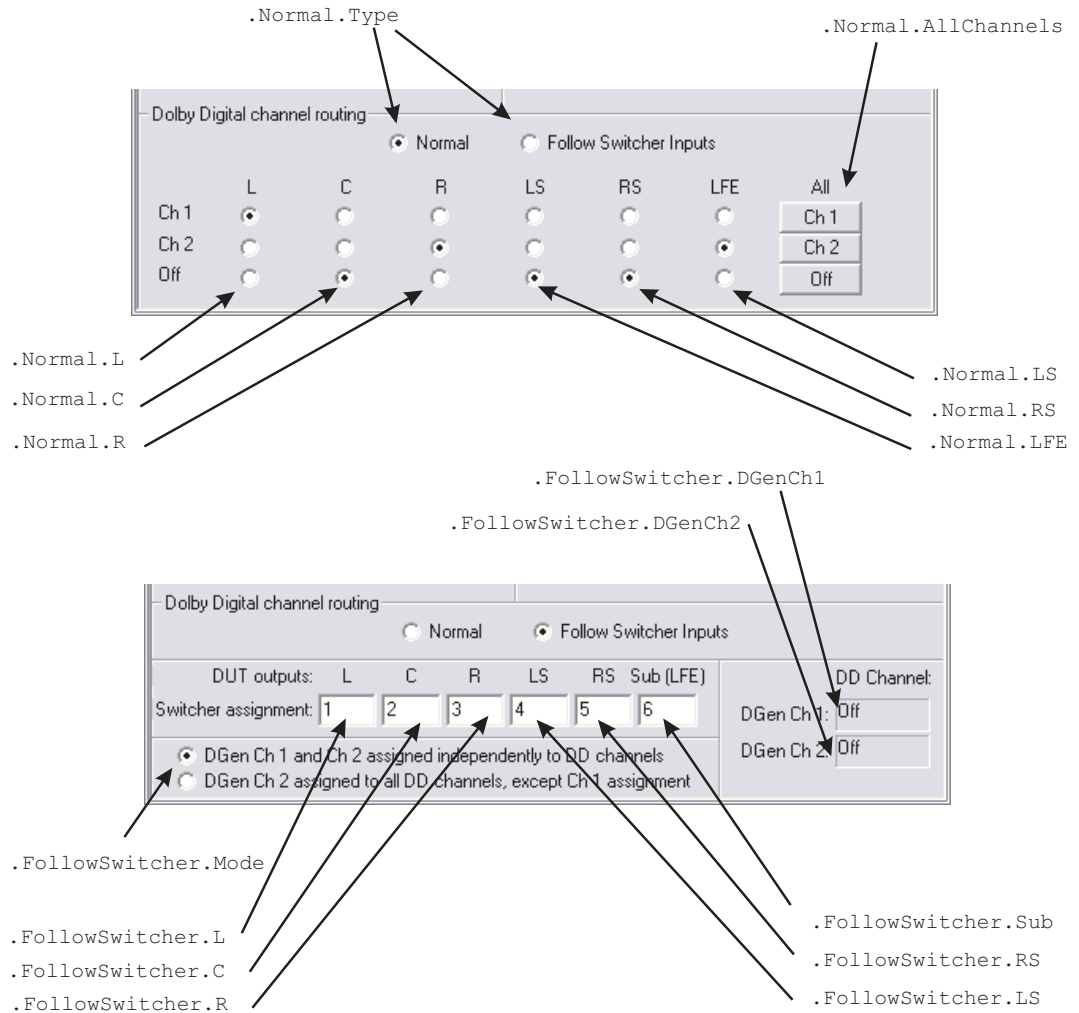 .Normal.Type
.Normal.AllChannels
Dolby Digital channel routing
Normal Follow Switcher Inputs
L C R LS RS LFE All
Ch 1 Ch 1
Ch 2 Ch 2
Off Off
.Normal.L
.Normal.C
.Normal.R
.Normal.LS
.Normal.RS
.Normal.LFE
.FollowSwitcher.DGenCh1
.FollowSwitcher.DGenCh2
Dolby Digital channel routing
Normal Follow Switcher Inputs
DUT outputs: L C R LS RS Sub (LFE)
Switcher assignment: 1 2 3 4 5 6
DGen Ch 1 and Ch 2 assigned independently to DD channels
DGen Ch 2 assigned to all DD channels, except Ch 1 assignment
DD Channel:
DGen Ch 1: Off
DGen Ch 2: Off
.FollowSwitcher.Mode
.FollowSwitcher.L
.FollowSwitcher.C
.FollowSwitcher.R
.FollowSwitcher.Sub
.FollowSwitcher.RS
.FollowSwitcher.LS